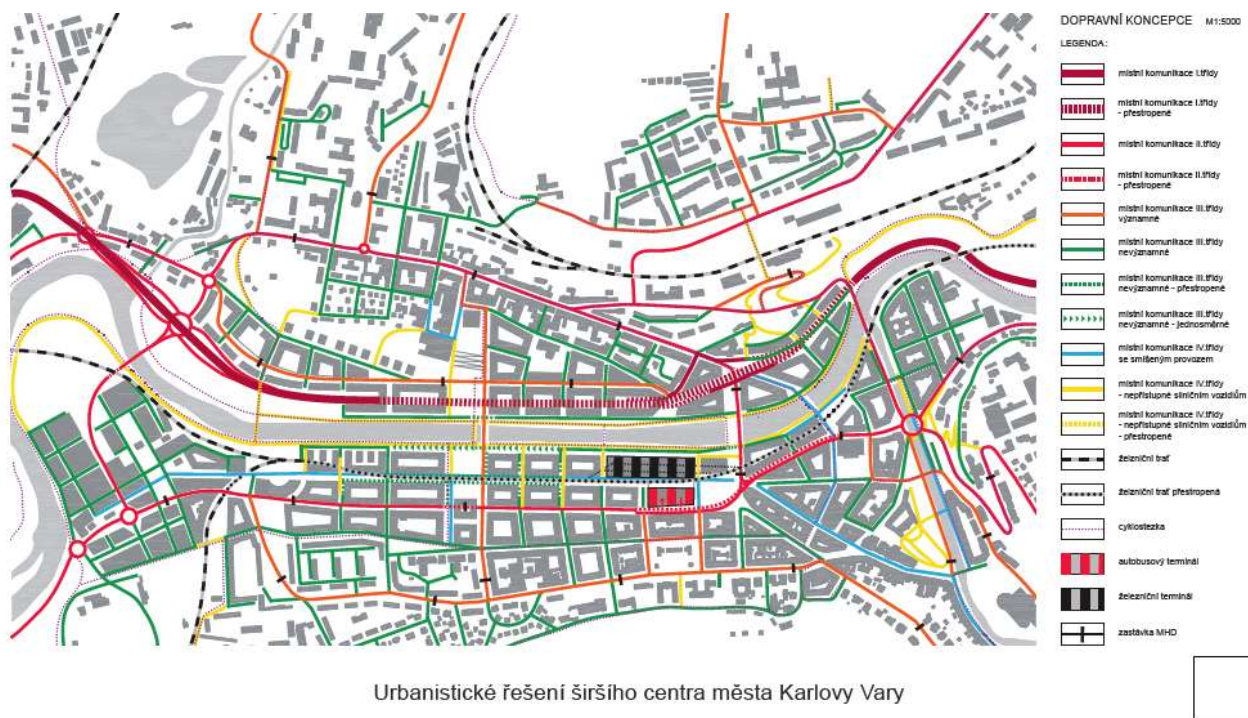 DOPRAVNÍ KONCEPCE M1:5000
LEGENDA:
místní komunikace I.třídy
místní komunikace I.třídy
- přestropené
místní komunikace II.třídy
místní komunikace II.třídy
- přestropené
místní komunikace III.třídy
významné
místní komunikace III.třídy
nevýznamné
místní komunikace III.třídy
nevýznamné - přestropené
místní komunikace III.třídy
nevýznamné - jednosměrné
místní komunikace IV.třídy
se smíšeným provozem
místní komunikace IV.třídy
- nepřístupné silničním vozidlům
místní komunikace IV.třídy
- nepřístupné silničním vozidlům
- přestropené
železniční trať
železniční trať přestropená
cyklostezka
autobusový terminál
železniční terminál
zastávka MHD
Urbanistické řešení širšího centra města Karlovy Vary